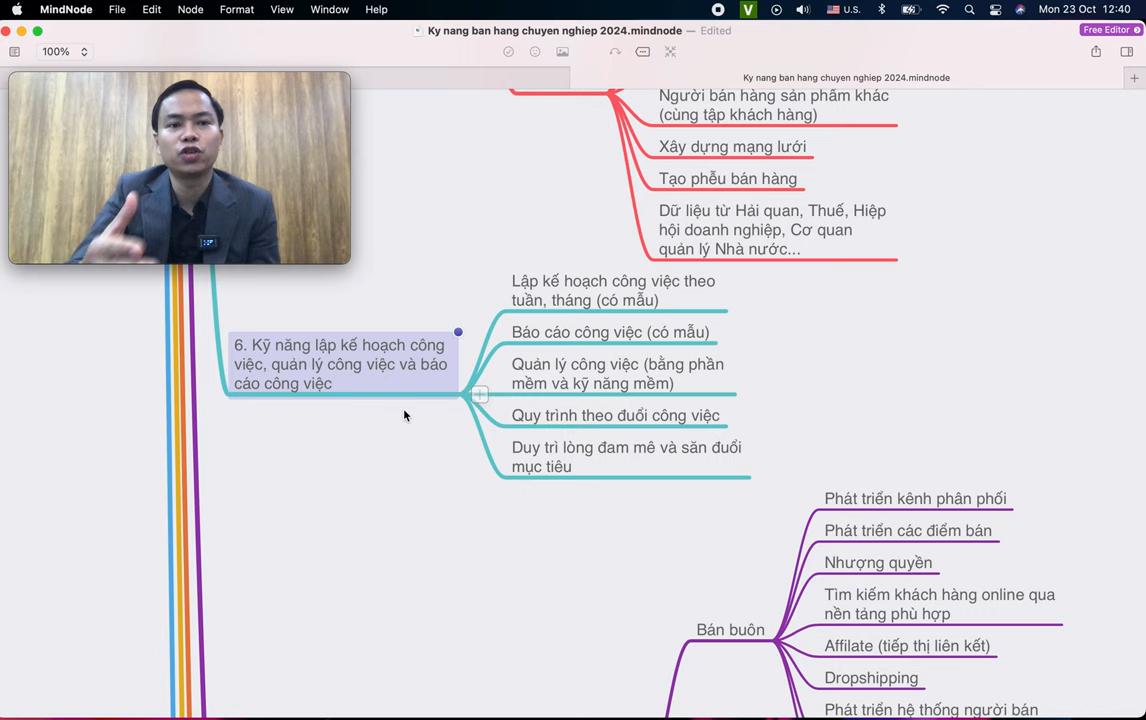 MindNode File Edit Node Format View Window Help
V U.S. Mon 23 Oct 12:40
Ky nang ban hang chuyen nghiep 2024.mindnode — Edited
Free Editor
100%
Ky nang ban hang chuyen nghiep 2024.mindnode
Người bán hàng sản phẩm khác
(cùng tập khách hàng)
Xây dựng mạng lưới
Tạo phễu bán hàng
Dữ liệu từ Hải quan, Thuế, Hiệp
hội doanh nghiệp, Cơ quan
quản lý Nhà nước...
Lập kế hoạch công việc theo
tuần, tháng (có mẫu)
Báo cáo công việc (có mẫu)
6. Kỹ năng lập kế hoạch công
việc, quản lý công việc và báo
cáo công việc
Quản lý công việc (bằng phần
mềm và kỹ năng mềm)
Quy trình theo đuổi công việc
Duy trì lòng đam mê và săn đuổi
mục tiêu
Phát triển kênh phân phối
Phát triển các điểm bán
Nhượng quyền
Tìm kiếm khách hàng online qua
nền tảng phù hợp
Bán buôn
Affilate (tiếp thị liên kết)
Dropshipping
Phát triển hệ thống người bán